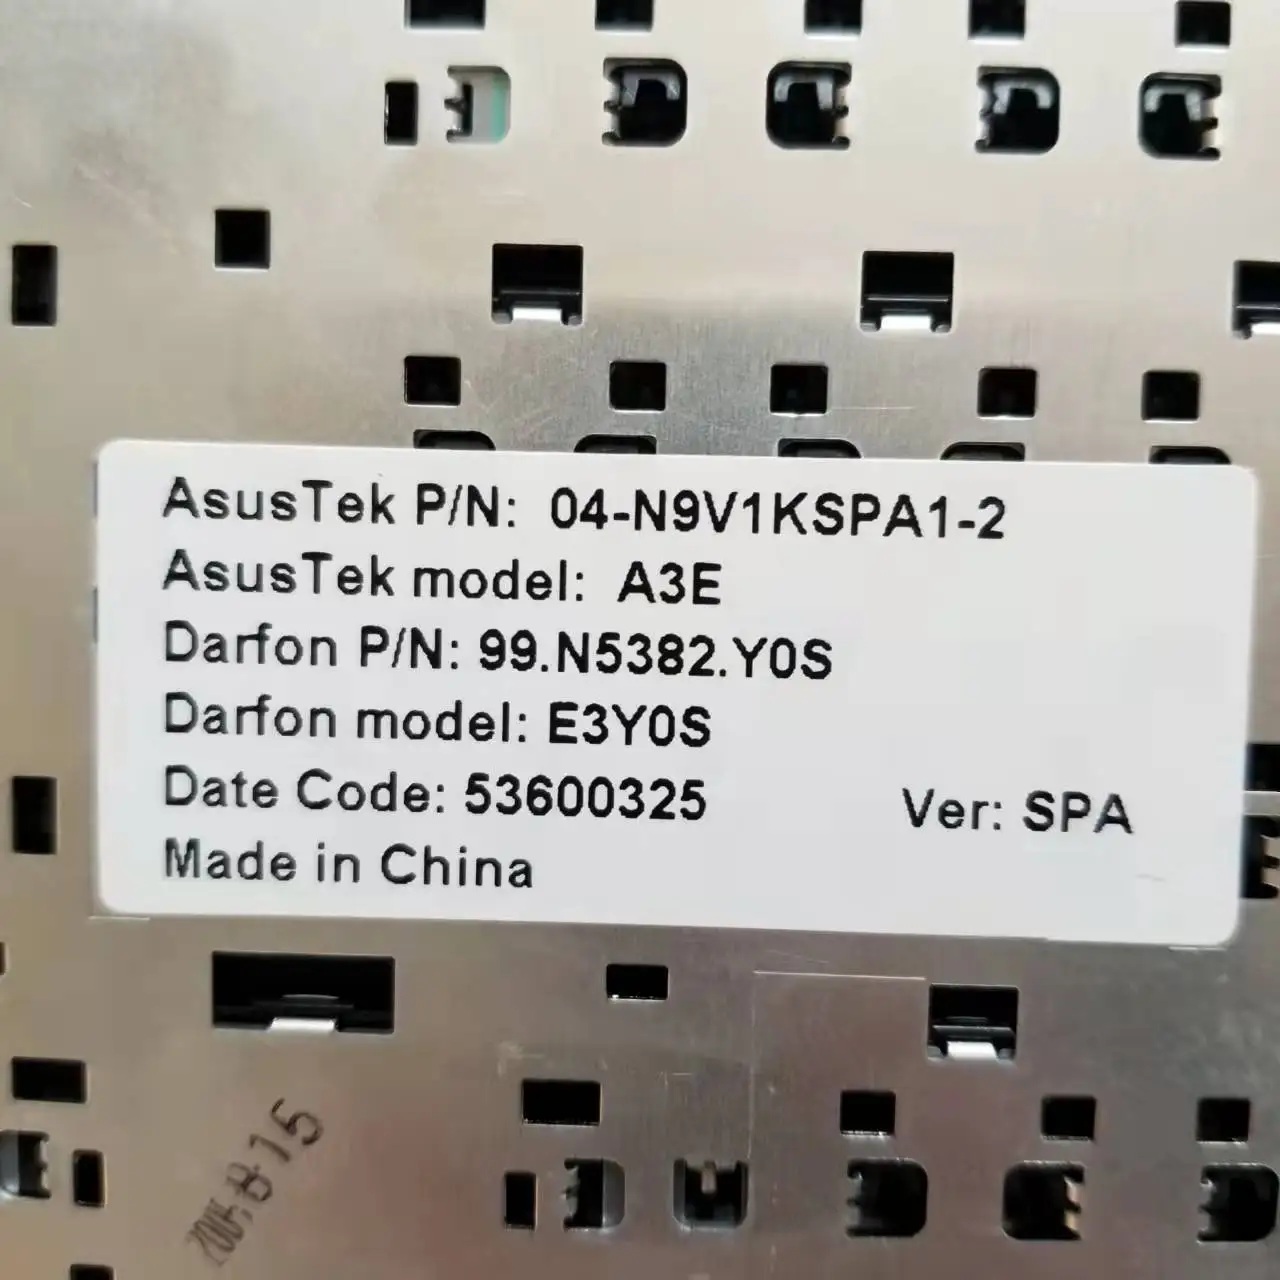 AsusTek P/N: 04-N9V1KSPA1-2
AsusTek model: A3E
Darfon P/N: 99.N5382.Y0S
Darfon model: E3Y0S
Date Code: 53600325 Ver: SPA
Made in China